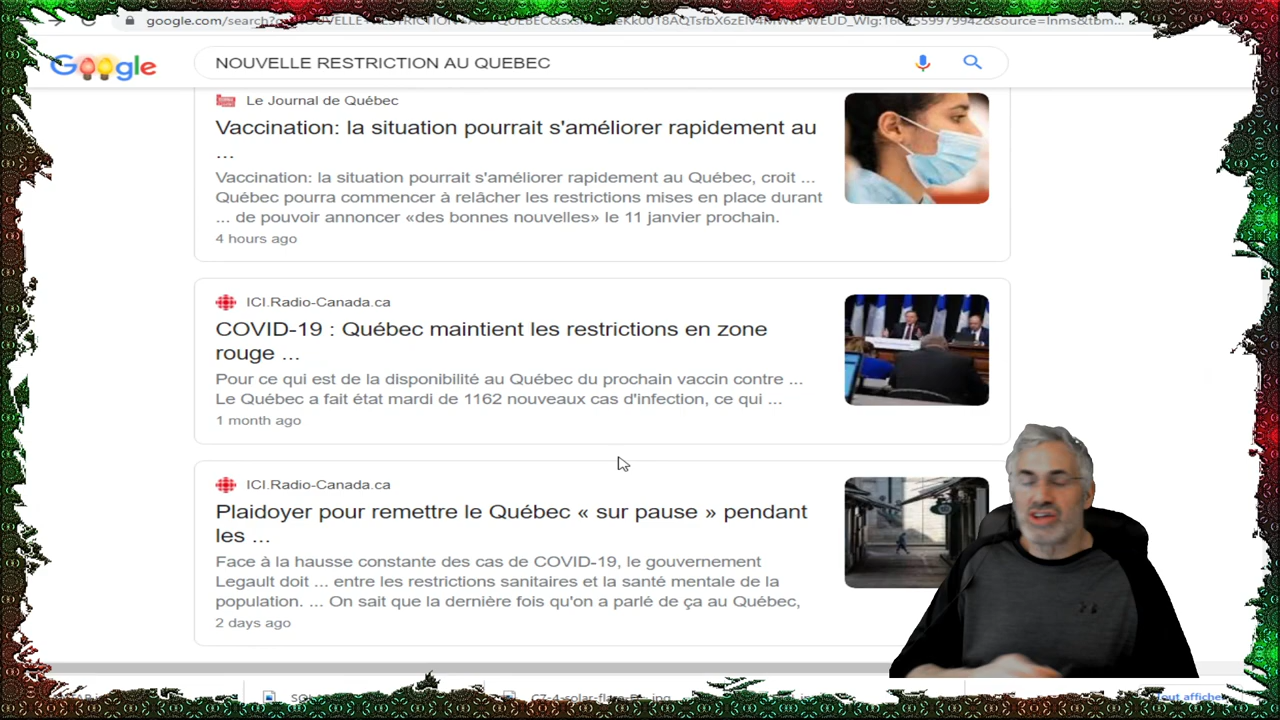 google.com/search?
Google
NOUVELLE RESTRICTION AU QUEBEC
Le Journal de Québec
Vaccination: la situation pourrait s'améliorer rapidement au
...
Vaccination: la situation pourrait s'améliorer rapidement au Québec, croit ...
Québec pourra commencer à relâcher les restrictions mises en place durant
... de pouvoir annoncer «des bonnes nouvelles» le 11 janvier prochain.
4 hours ago
ICI.Radio-Canada.ca
COVID-19 : Québec maintient les restrictions en zone
rouge ...
Pour ce qui est de la disponibilité au Québec du prochain vaccin contre ...
Le Québec a fait état mardi de 1162 nouveaux cas d'infection, ce qui ...
1 month ago
ICI.Radio-Canada.ca
Plaidoyer pour remettre le Québec « sur pause » pendant
les ...
Face à la hausse constante des cas de COVID-19, le gouvernement
Legault doit ... entre les restrictions sanitaires et la santé mentale de la
population. ... On sait que la dernière fois qu'on a parlé de ça au Québec,
2 days ago
Tout affiche